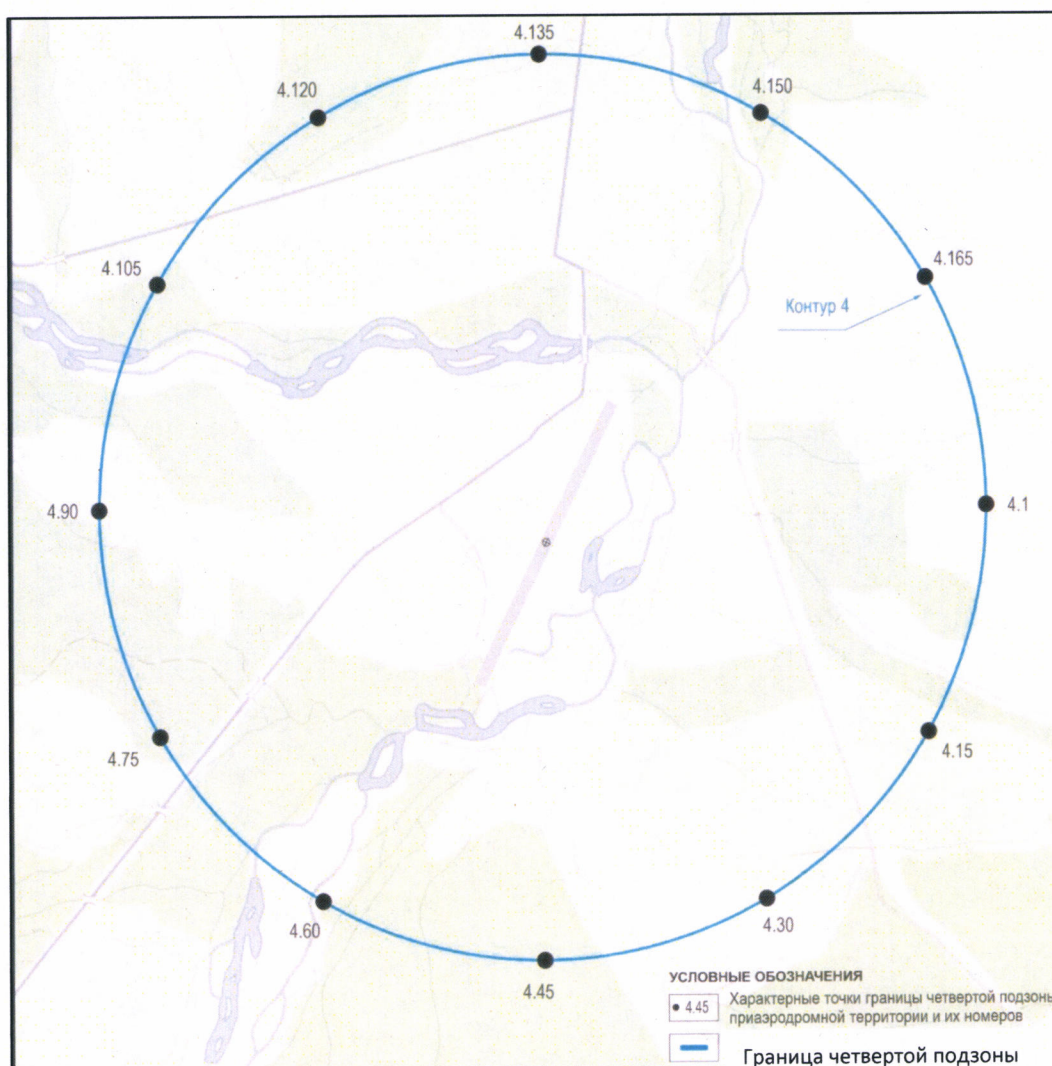 4.135
4.120
4.150
4.105
4.165
Контур 4
4.90
4.1
4.75
4.15
4.60
4.30
4.45
УСЛОВНЫЕ ОБОЗНАЧЕНИЯ
4.45 Характерные точки границы четвертой подзоны
приаэродромной территории и их номеров
Граница четвертой подзоны